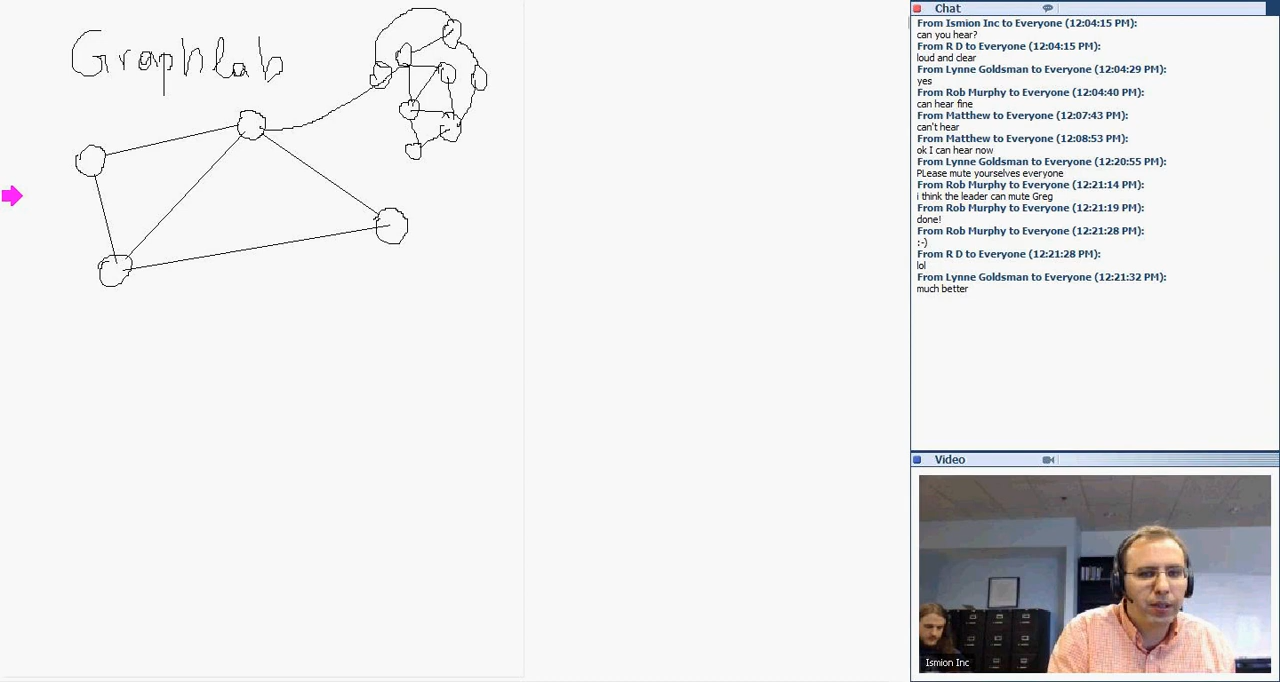 Graphlab
Chat
From Ismion Inc to Everyone (12:04:15 PM):
can you hear?
From R D to Everyone (12:04:15 PM):
loud and clear
From Lynne Goldsman to Everyone (12:04:29 PM):
yes
From Rob Murphy to Everyone (12:04:40 PM):
can hear fine
From Matthew to Everyone (12:07:43 PM):
can't hear
From Matthew to Everyone (12:08:53 PM):
ok I can hear now
From Lynne Goldsman to Everyone (12:20:55 PM):
PLease mute yourselves everyone
From Rob Murphy to Everyone (12:21:14 PM):
i think the leader can mute Greg
From Rob Murphy to Everyone (12:21:19 PM):
done!
From Rob Murphy to Everyone (12:21:28 PM):
:-)
From R D to Everyone (12:21:28 PM):
lol
From Lynne Goldsman to Everyone (12:21:32 PM):
much better
Video
Ismion Inc